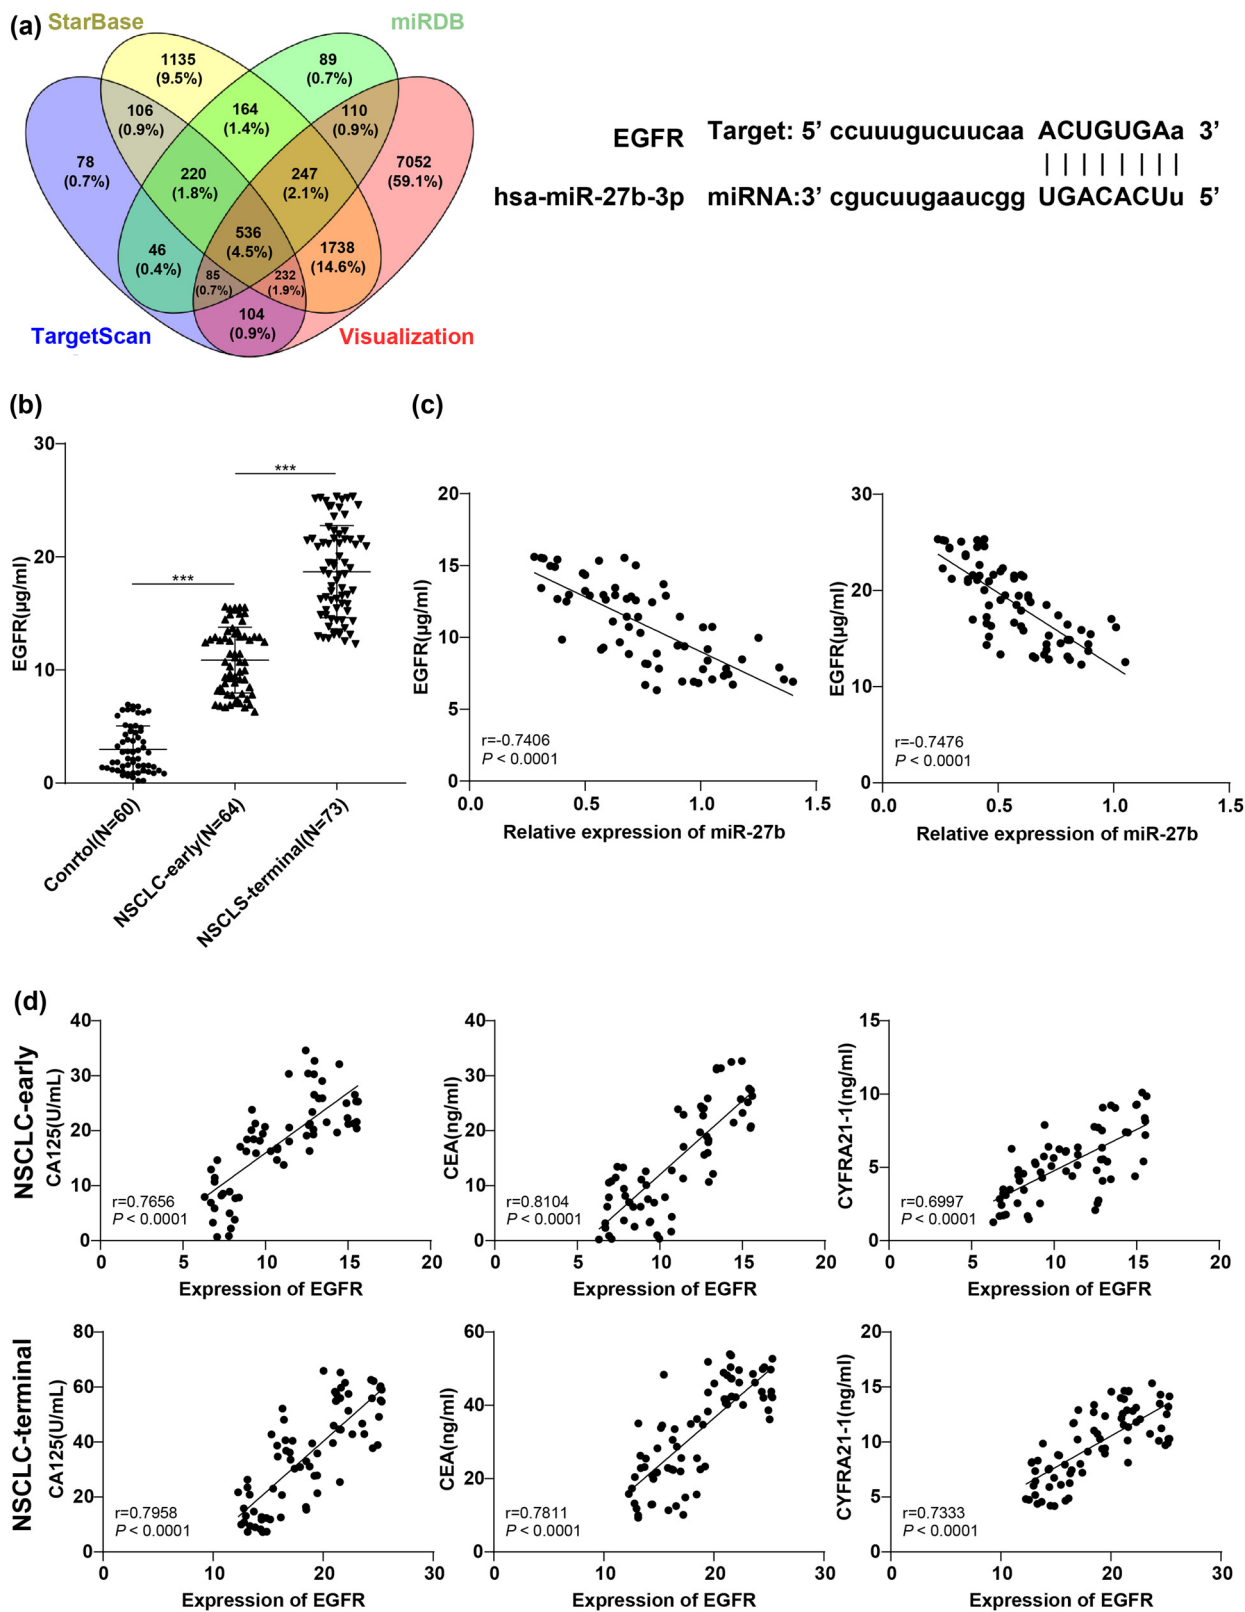 (a)
StarBase
miRDB
1135
(9.5%)
89
(0.7%)
106
(0.9%)
164
(1.4%)
110
(0.9%)
78
(0.7%)
220
(1.8%)
247
(2.1%)
7052
(59.1%)
46
(0.4%)
536
(4.5%)
1738
(14.6%)
85
(0.7%)
232
(1.9%)
104
(0.9%)
TargetScan
Visualization
EGFR Target: 5’ ccuuugucuucaa ACUGUGAa 3’
hsa-miR-27b-3p miRNA:3’ cgucuugaaucgg UGACACUu 5’
(b)
30
20
10
0
EGFR(µg/ml)
***
***
Conrtol(N=60)
NSCLC-early(N=64)
NSCLS-terminal(N=73)
(c)
20
15
10
5
0
EGFR(µg/ml)
r=-0.7406
P < 0.0001
0.0 0.5 1.0 1.5
Relative expression of miR-27b
30
20
10
0
EGFR(µg/ml)
r=-0.7476
P < 0.0001
0.0 0.5 1.0 1.5
Relative expression of miR-27b
(d)
NSCLC-early
40
30
20
10
0
CA125(U/mL)
r=0.7656
P < 0.0001
0 5 10 15 20
Expression of EGFR
40
30
20
10
0
CEA(ng/ml)
r=0.8104
P < 0.0001
0 5 10 15 20
Expression of EGFR
15
10
5
0
CYFRA21-1(ng/ml)
r=0.6997
P < 0.0001
0 5 10 15 20
Expression of EGFR
NSCLC-terminal
80
60
40
20
0
CA125(U/mL)
r=0.7958
P < 0.0001
0 10 20 30
Expression of EGFR
60
40
20
0
CEA(ng/ml)
r=0.7811
P < 0.0001
0 10 20 30
Expression of EGFR
20
15
10
5
0
CYFRA21-1(ng/ml)
r=0.7333
P < 0.0001
0 10 20 30
Expression of EGFR